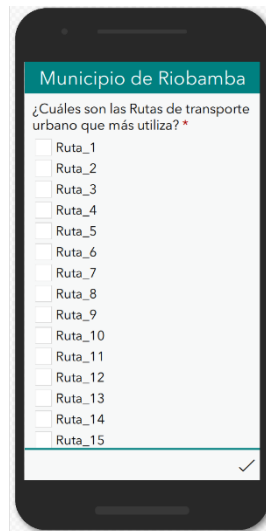 Municipio de Riobamba
¿Cuáles son las Rutas de transporte
urbano que más utiliza? *
Ruta_1
Ruta_2
Ruta_3
Ruta_4
Ruta_5
Ruta_6
Ruta_7
Ruta_8
Ruta_9
Ruta_10
Ruta_11
Ruta_12
Ruta_13
Ruta_14
Ruta_15